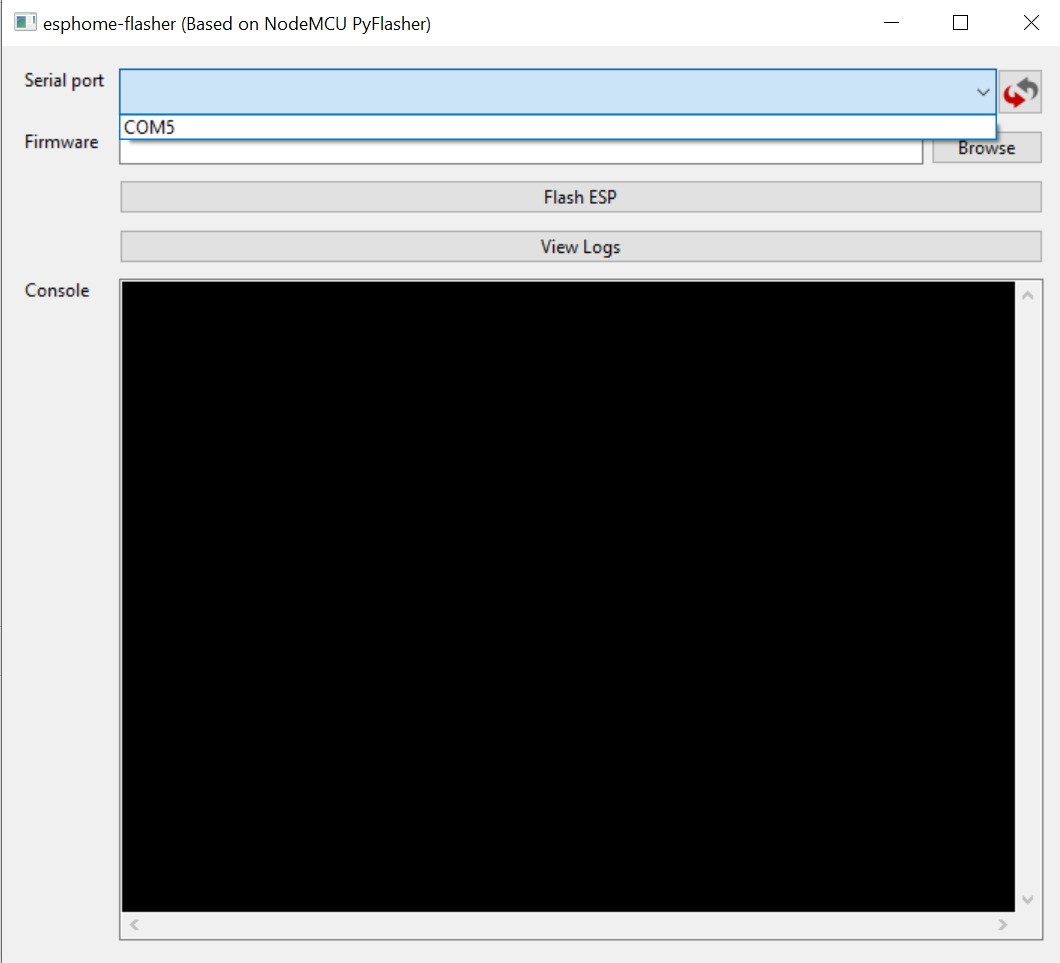 esphome-flasher (Based on NodeMCU PyFlasher)
Serial port
COM5
Firmware
Browse
Flash ESP
View Logs
Console